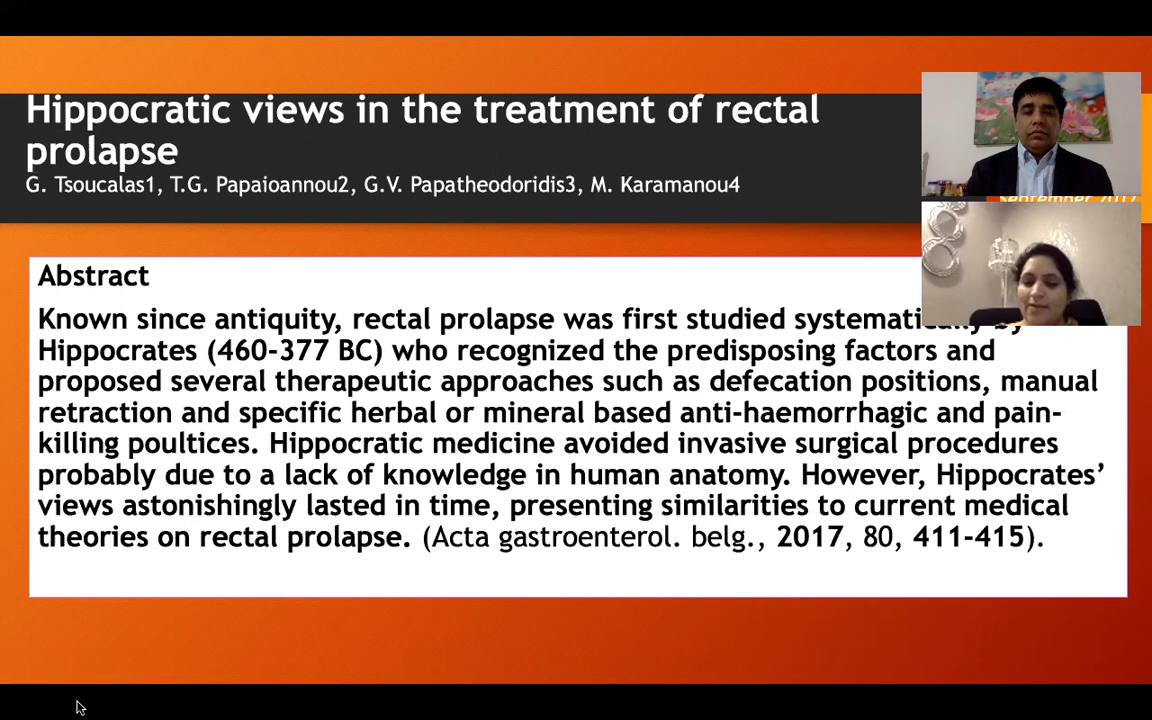 Hippocratic views in the treatment of rectal
prolapse
G. Tsoucalas1, T.G. Papaioannou2, G.V. Papatheodoridis3, M. Karamanou4
September 2017
Abstract
Known since antiquity, rectal prolapse was first studied systematically by
Hippocrates (460-377 BC) who recognized the predisposing factors and
proposed several therapeutic approaches such as defecation positions, manual
retraction and specific herbal or mineral based anti-haemorrhagic and pain-
killing poultices. Hippocratic medicine avoided invasive surgical procedures
probably due to a lack of knowledge in human anatomy. However, Hippocrates’
views astonishingly lasted in time, presenting similarities to current medical
theories on rectal prolapse. (Acta gastroenterol. belg., 2017, 80, 411-415).